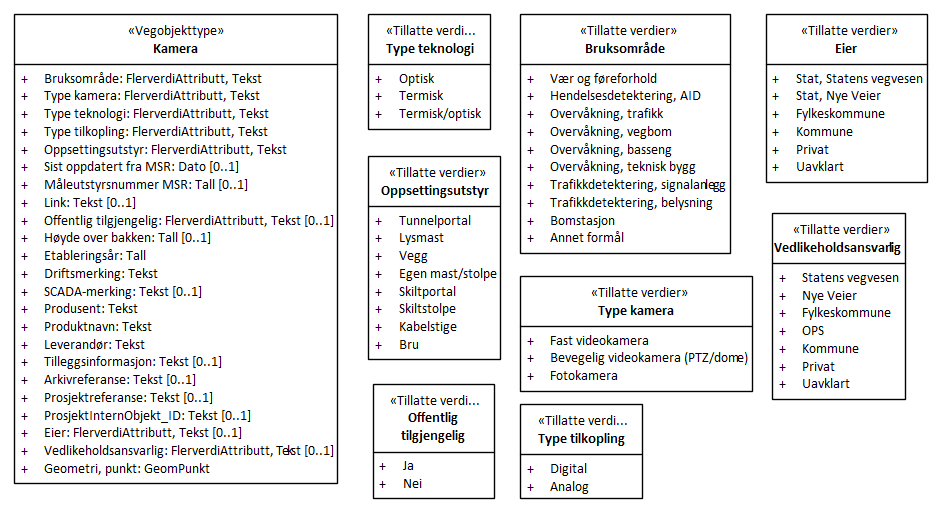 «Vegobjekttype»
Kamera
+ Bruksområde: FlerverdiAttributt, Tekst
+ Type kamera: FlerverdiAttributt, Tekst
+ Type teknologi: FlerverdiAttributt, Tekst
+ Type tilkopling: FlerverdiAttributt, Tekst
+ Oppsettingsutstyr: FlerverdiAttributt, Tekst
+ Sist oppdatert fra MSR: Dato [0..1]
+ Måleutstyrsnummer MSR: Tall [0..1]
+ Link: Tekst [0..1]
+ Offentlig tilgjengelig: FlerverdiAttributt, Tekst [0..1]
+ Høyde over bakken: Tall [0..1]
+ Etableringsår: Tall
+ Driftsmerking: Tekst
+ SCADA-merking: Tekst [0..1]
+ Produsent: Tekst
+ Produktnavn: Tekst
+ Leverandør: Tekst
+ Tilleggsinformasjon: Tekst [0..1]
+ Arkivreferanse: Tekst [0..1]
+ Prosjektreferanse: Tekst [0..1]
+ ProsjektInternObjekt_ID: Tekst [0..1]
+ Eier: FlerverdiAttributt, Tekst [0..1]
+ Vedlikeholdsansvarlig: FlerverdiAttributt, Tekst [0..1]
+ Geometri, punkt: GeomPunkt
«Tillatte verdi...
Type teknologi
+ Optisk
+ Termisk
+ Termisk/optisk
«Tillatte verdier»
Oppsettingsutstyr
+ Tunnelportal
+ Lysmast
+ Vegg
+ Egen mast/stolpe
+ Skiltportal
+ Skiltstolpe
+ Kabelstige
+ Bru
«Tillatte verdi...
Offentlig
tilgjengelig
+ Ja
+ Nei
«Tillatte verdier»
Bruksområde
+ Vær og føreforhold
+ Hendelsesdetektering, AID
+ Overvåkning, trafikk
+ Overvåkning, vegbom
+ Overvåkning, basseng
+ Overvåkning, teknisk bygg
+ Trafikkdetektering, signalanlegg
+ Trafikkdetektering, belysning
+ Bomstasjon
+ Annet formål
«Tillatte verdier»
Type kamera
+ Fast videokamera
+ Bevegelig videokamera (PTZ/dome)
+ Fotokamera
«Tillatte verdi...
Type tilkopling
+ Digital
+ Analog
«Tillatte verdier»
Eier
+ Stat, Statens vegvesen
+ Stat, Nye Veier
+ Fylkeskommune
+ Kommune
+ Privat
+ Uavklart
«Tillatte verdier»
Vedlikeholdsansvarlig
+ Statens vegvesen
+ Nye Veier
+ Fylkeskommune
+ OPS
+ Kommune
+ Privat
+ Uavklart